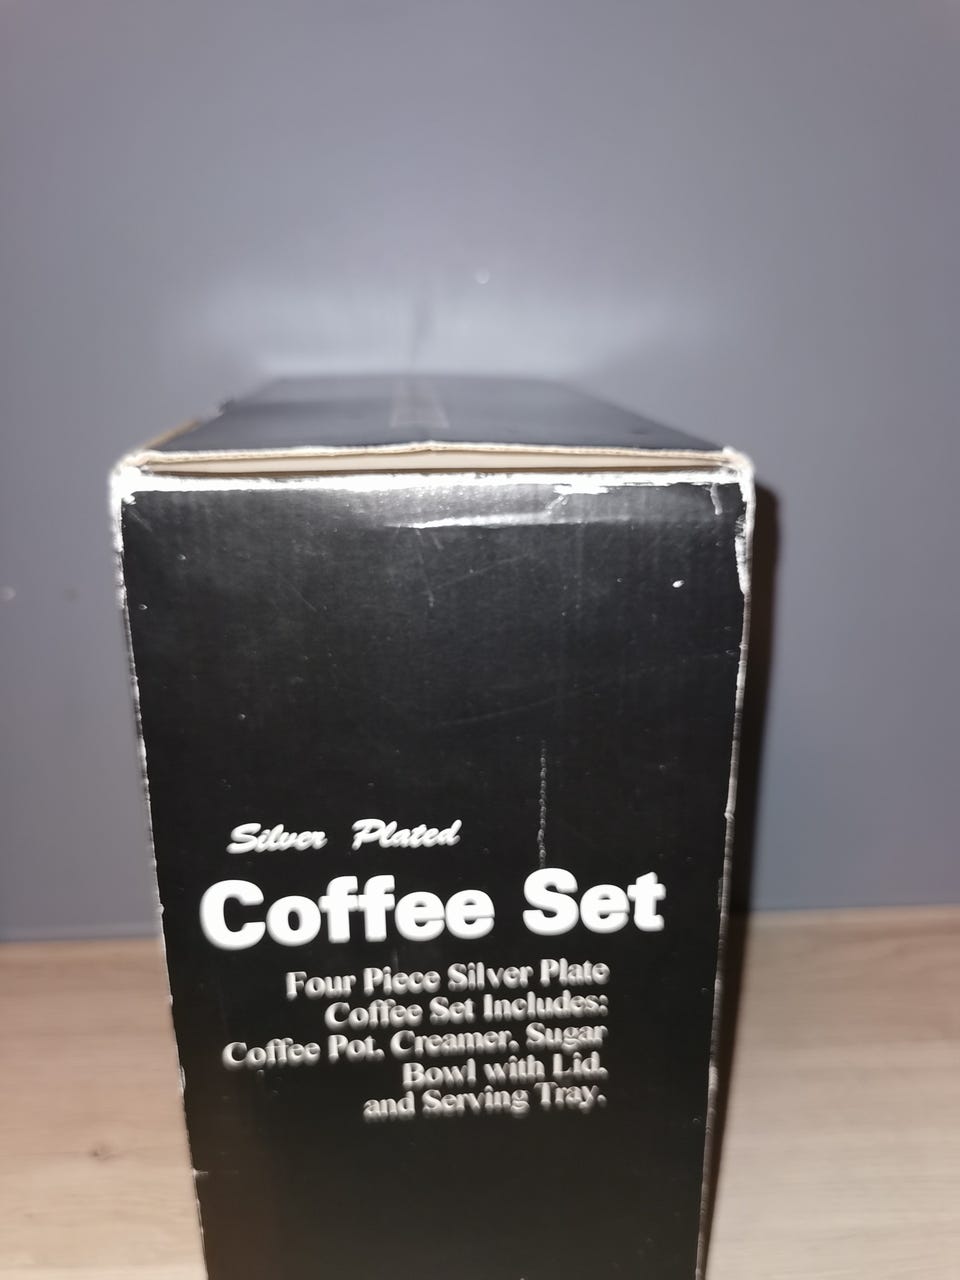 Silver Plated
Coffee Set
Four Piece Silver Plate
Coffee Set Includes:
Coffee Pot, Creamer, Sugar
Bowl with Lid,
and Serving Tray.